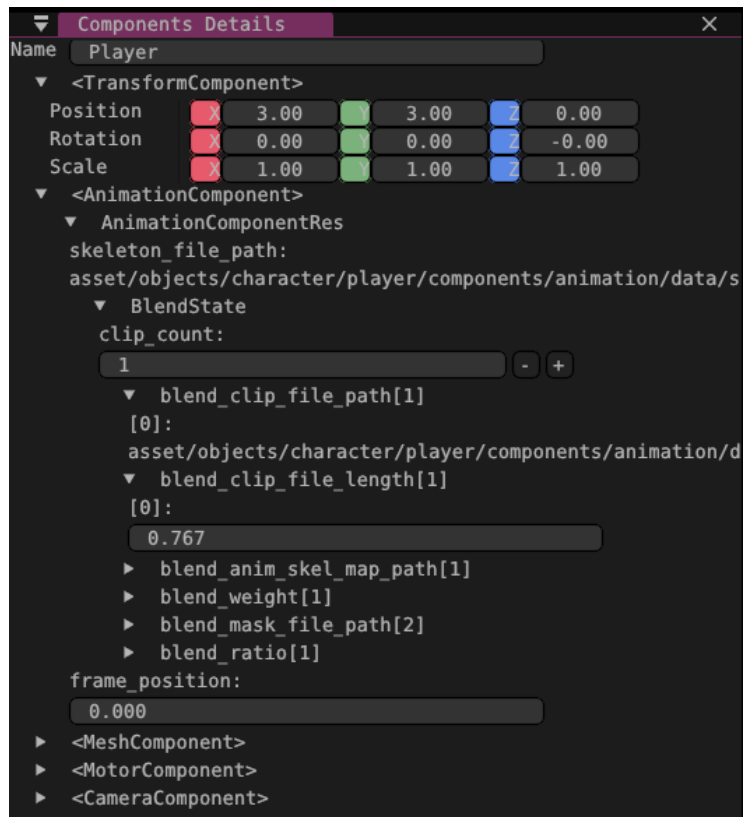 Components Details
Name Player
<TransformComponent>
Position X 3.00 Y 3.00 Z 0.00
Rotation X 0.00 Y 0.00 Z -0.00
Scale X 1.00 Y 1.00 Z 1.00
<AnimationComponent>
AnimationComponentRes
skeleton_file_path:
asset/objects/character/player/components/animation/data/s
BlendState
clip_count:
1 - +
blend_clip_file_path[1]
[0]:
asset/objects/character/player/components/animation/d
blend_clip_file_length[1]
[0]:
0.767
blend_anim_skel_map_path[1]
blend_weight[1]
blend_mask_file_path[2]
blend_ratio[1]
frame_position:
0.000
<MeshComponent>
<MotorComponent>
<CameraComponent>